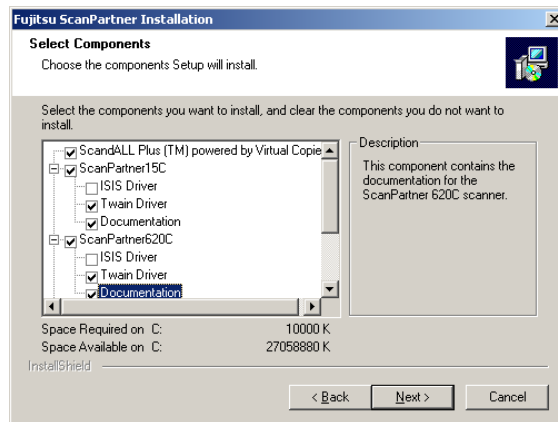 Fujitsu ScanPartner Installation
Select Components
Choose the components Setup will install.
Select the components you want to install, and clear the components you do not want to
install.
ScandALL Plus (TM) powered by Virtual Copie
ScanPartner15C
ISIS Driver
Twain Driver
Documentation
ScanPartner620C
ISIS Driver
Twain Driver
Documentation
Description
This component contains the
documentation for the
ScanPartner 620C scanner.
Space Required on C: 10000 K
Space Available on C: 27058880 K
InstallShield
< Back Next > Cancel